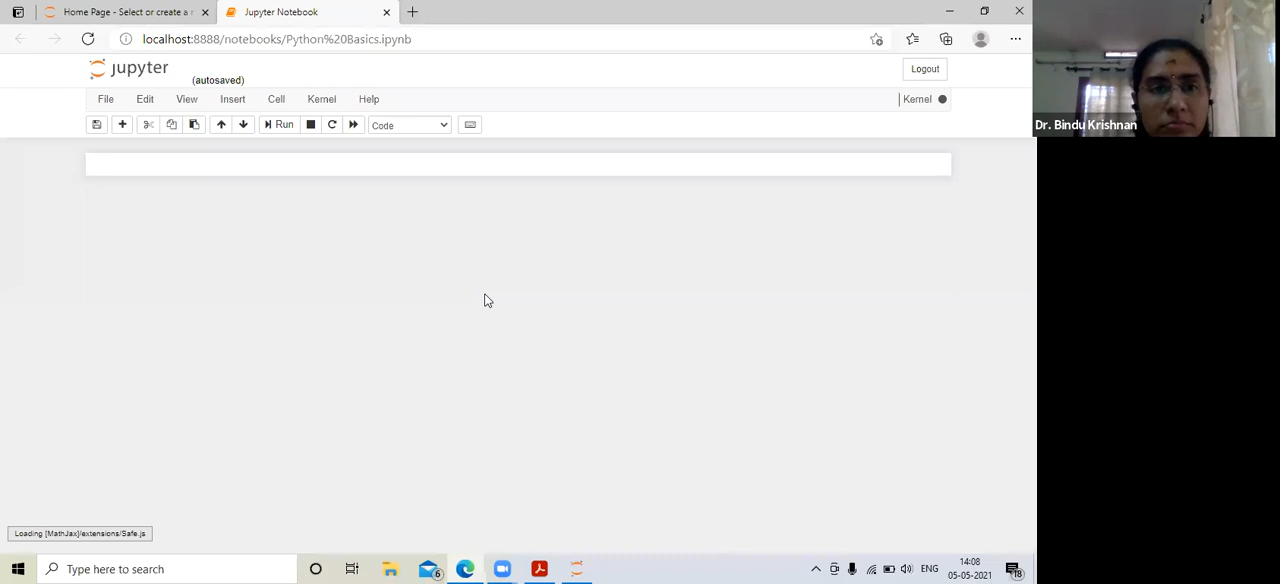 Home Page - Select or create a n
Jupyter Notebook
localhost:8888/notebooks/Python%20Basics.ipynb
jupyter
(autosaved)
Logout
File Edit View Insert Cell Kernel Help
Kernel
Run
Code
Dr. Bindu Krishnan
Loading [MathJax]/extensions/Safe.js
Type here to search
6
ENG
14:08
05-05-2021
18